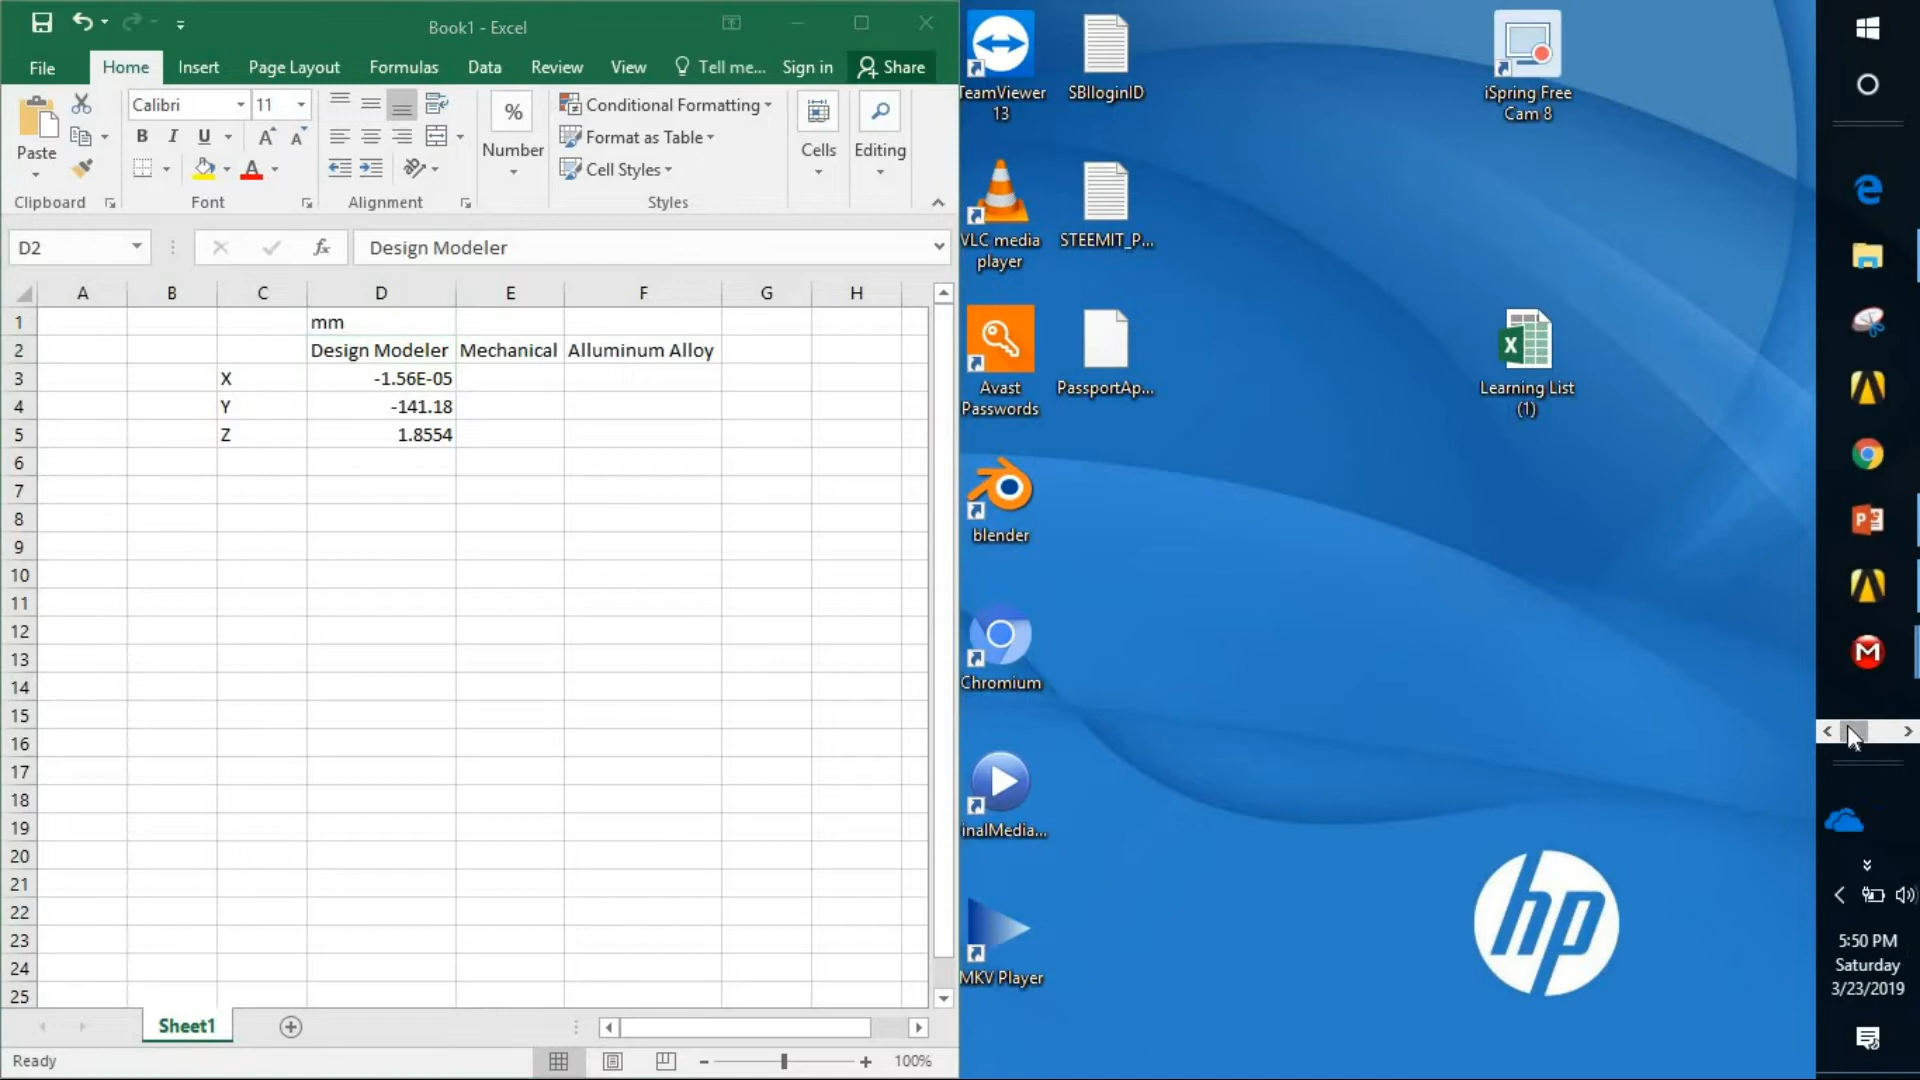 Book1 - Excel
File
Home
Insert
Page Layout
Formulas
Data
Review
View
Tell me...
Sign in
Share
Calibri
11
Paste
B I U
A A
A
%
Number
Conditional Formatting
Format as Table
Cell Styles
Cells
Editing
Clipboard
Font
Alignment
Styles
D2
fx
Design Modeler
A B C D E F G H
1 mm
2 Design Modeler Mechanical Alluminum Alloy
3 X -1.56E-05
4 Y -141.18
5 Z 1.8554
6
7
8
9
10
11
12
13
14
15
16
17
18
19
20
21
22
23
24
25
Sheet1
Ready
100%
TeamViewer
13
SBIloginID
iSpring Free
Cam 8
VLC media
player
STEEMIT_P...
Avast
Passwords
PassportAp...
Learning List
(1)
blender
Chromium
inalMedia...
MKV Player
hp
5:50 PM
Saturday
3/23/2019